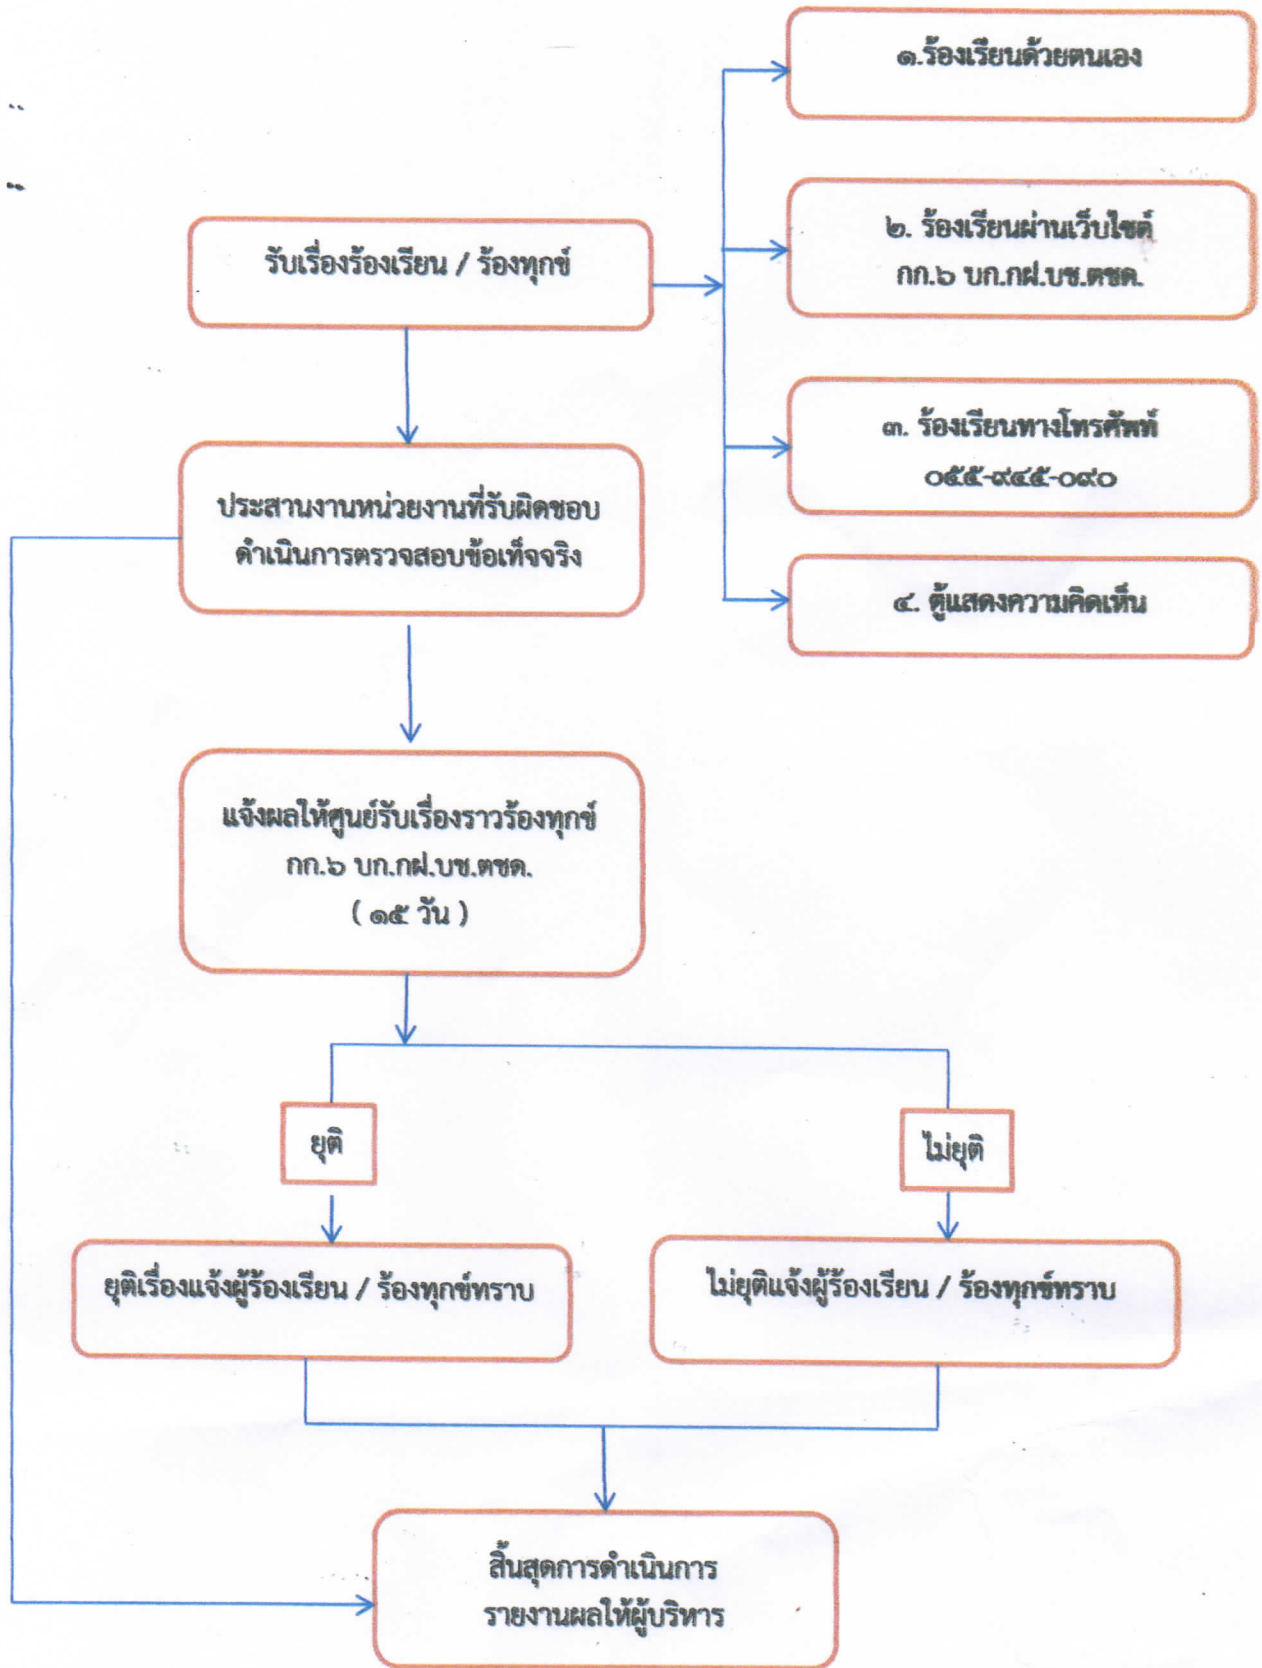 ๑.ร้องเรียนด้วยตนเอง
๒. ร้องเรียนผ่านเว็บไซต์
กก.๖ บก.กฝ.บช.ตชด.
รับเรื่องร้องเรียน / ร้องทุกข์
๓. ร้องเรียนทางโทรศัพท์
๐๕๕-๙๔๕-๐๙๐
ประสานงานหน่วยงานที่รับผิดชอบ
ดำเนินการตรวจสอบข้อเท็จจริง
๔. ตู้แสดงความคิดเห็น
แจ้งผลให้ศูนย์รับเรื่องราวร้องทุกข์
กก.๖ บก.กฝ.บช.ตชด.
( ๑๕ วัน )
ยุติ
ไม่ยุติ
ยุติเรื่องแจ้งผู้ร้องเรียน / ร้องทุกข์ทราบ
ไม่ยุติแจ้งผู้ร้องเรียน / ร้องทุกข์ทราบ
สิ้นสุดการดำเนินการ
รายงานผลให้ผู้บริหาร